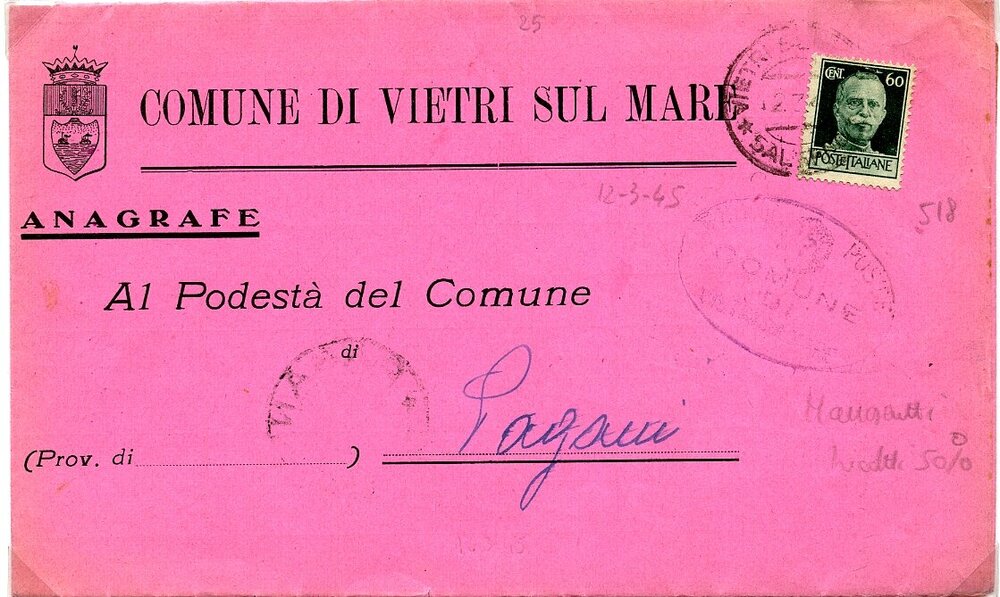 25
COMUNE DI VIETRI SUL MARE
CENT. 60
POSTE ITALIANE
12-3-45
518
ANAGRAFE
COMUNE
Al Podestà del Comune
di
Pagani
(Prov. di )
50%